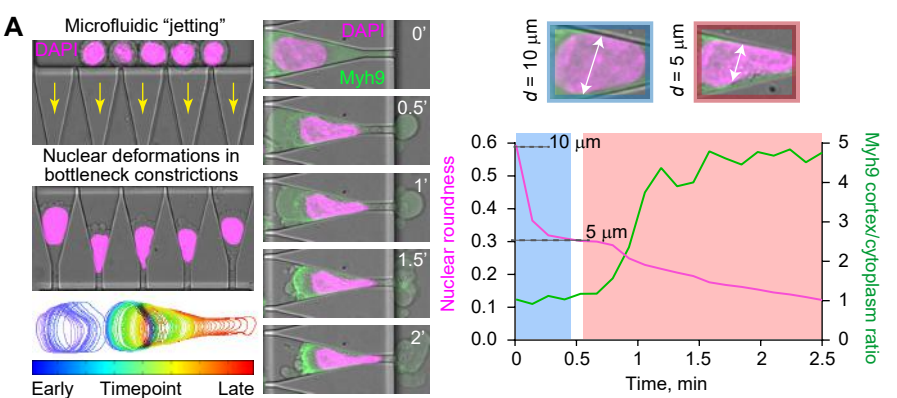 A
Microfluidic “jetting”
DAPI
Nuclear deformations in
bottleneck constrictions
Early Timepoint Late
DAPI
Myh9
0’
0.5’
1’
1.5’
2’
d = 10 μm
d = 5 μm
Nuclear roundness
0.6
0.5
0.4
0.3
0.2
0.1
0.0
10 μm
5 μm
5
4
3
2
1
0
Myh9 cortex/cytoplasm
ratio
0 0.5 1 1.5 2 2.5
Time, min